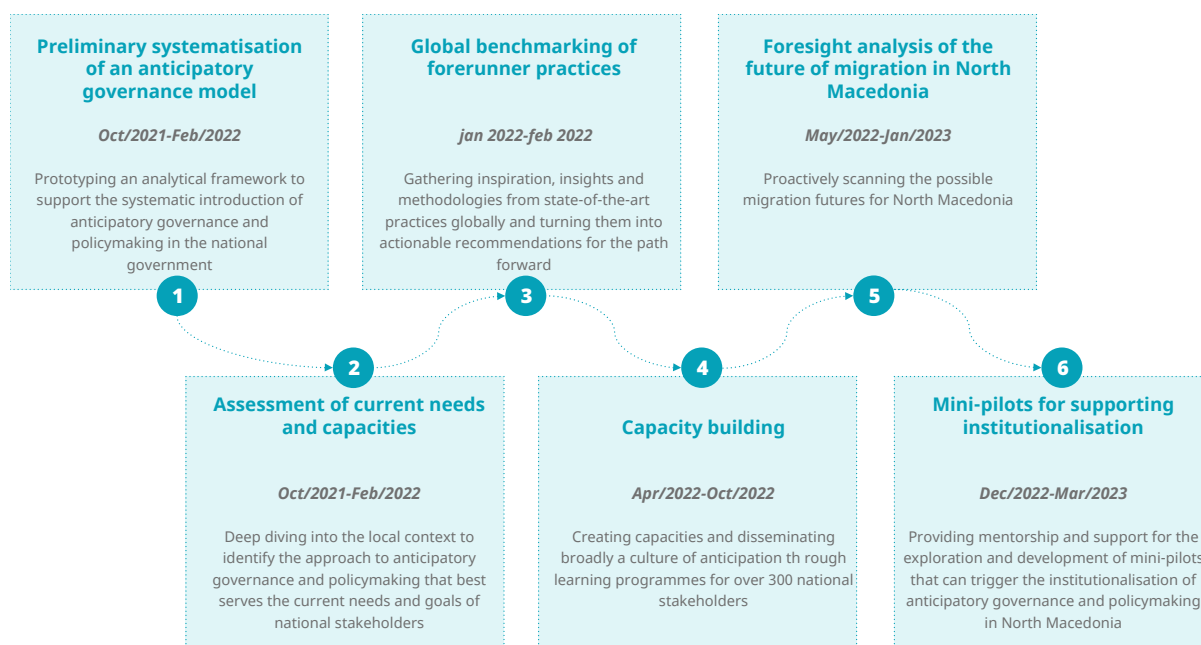 Preliminary systematisation
of an anticipatory
governance model
Oct/2021-Feb/2022
Prototyping an analytical framework to
support the systematic introduction of
anticipatory governance and
policymaking in the national
government
1
2
Assessment of current needs
and capacities
Oct/2021-Feb/2022
Deep diving into the local context to
identify the approach to anticipatory
governance and policymaking that best
serves the current needs and goals of
national stakeholders
Global benchmarking of
forerunner practices
jan 2022-feb 2022
Gathering inspiration, insights and
methodologies from state-of-the-art
practices globally and turning them into
actionable recommendations for the path
forward
3
4
Capacity building
Apr/2022-Oct/2022
Creating capacities and disseminating
broadly a culture of anticipation th rough
learning programmes for over 300 national
stakeholders
Foresight analysis of the
future of migration in North
Macedonia
May/2022-Jan/2023
Proactively scanning the possible
migration futures for North Macedonia
5
6
Mini-pilots for supporting
institutionalisation
Dec/2022-Mar/2023
Providing mentorship and support for the
exploration and development of mini-pilots
that can trigger the institutionalisation of
anticipatory governance and policymaking
in North Macedonia